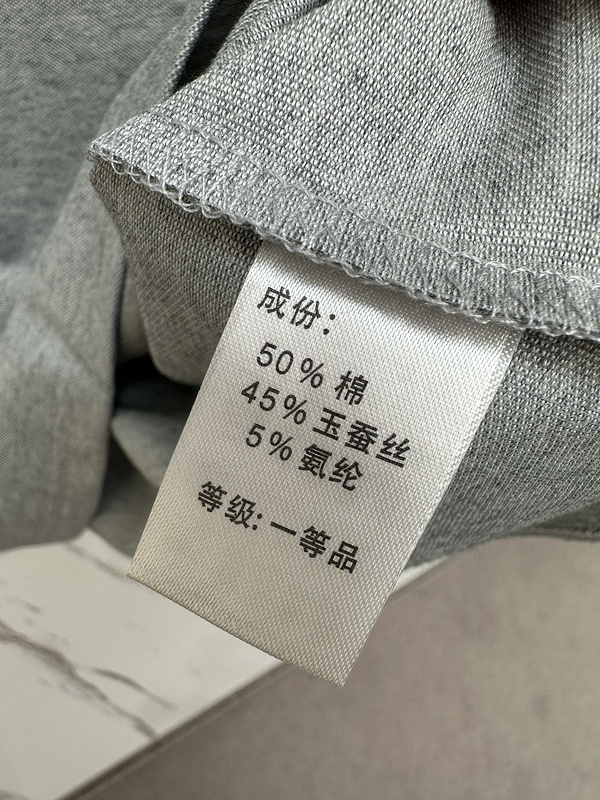 成份:
50% 棉
45% 玉蚕丝
5% 氨纶
等级: 一等品